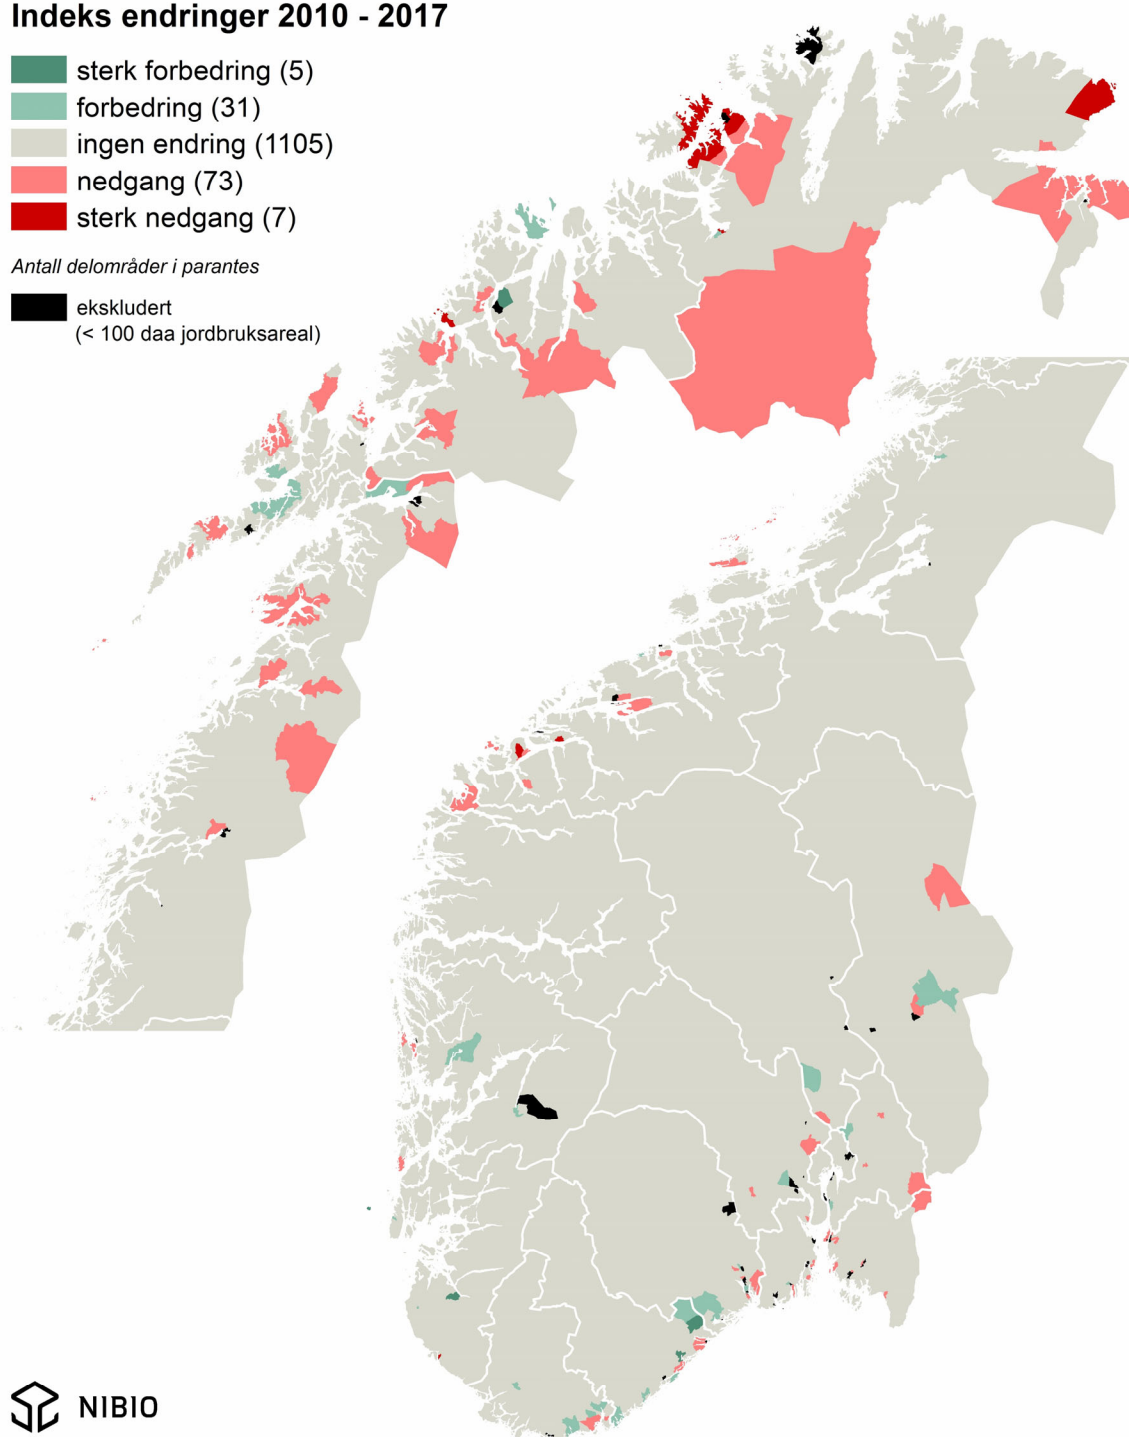 Indeks endringer 2010 - 2017
sterk forbedring (5)
forbedring (31)
ingen endring (1105)
nedgang (73)
sterk nedgang (7)
Antall delområder i parantes
ekskludert
(< 100 daa jordbruksareal)
NIBIO